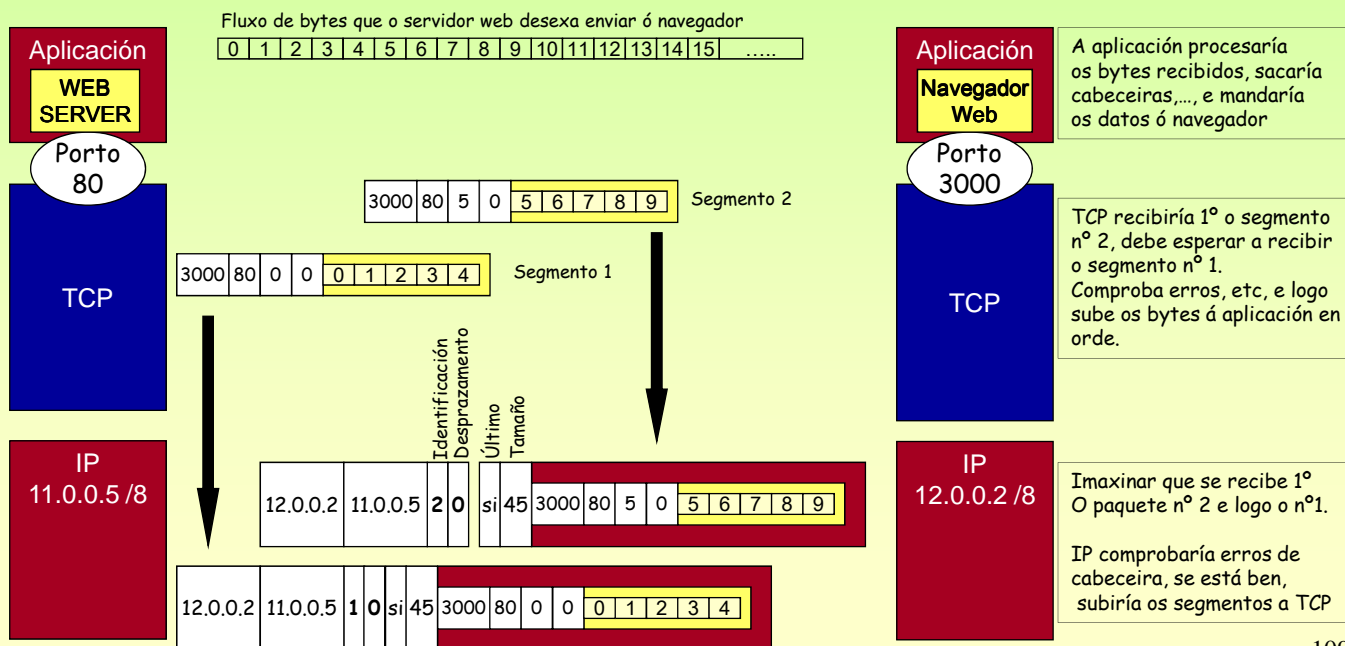 Fluxo de bytes que o servidor web desexa enviar ó navegador
0 1 2 3 4 5 6 7 8 9 10 11 12 13 14 15 .....
Aplicación
WEB
SERVER
Porto
80
TCP
IP
11.0.0.5 /8
3000 80 5 0 5 6 7 8 9
Segmento 2
3000 80 0 0 0 1 2 3 4
Segmento 1
Identificación
Desprazamento
Último
Tamaño
12.0.0.2 11.0.0.5 2 0 si 45 3000 80 5 0 5 6 7 8 9
12.0.0.2 11.0.0.5 1 0 si 45 3000 80 0 0 0 1 2 3 4
Aplicación
Navegador
Web
Porto
3000
TCP
IP
12.0.0.2 /8
A aplicación procesaría
os bytes recibidos, sacaría
cabeceiras,..., e mandaría
os datos ó navegador
TCP recibiría 1º o segmento
nº 2, debe esperar a recibir
o segmento nº 1.
Comproba erros, etc, e logo
sube os bytes á aplicación en
orde.
Imaxinar que se recibe 1º
O paquete nº 2 e logo o nº1.
IP comprobaría erros de
cabeceira, se está ben,
subiría os segmentos a TCP